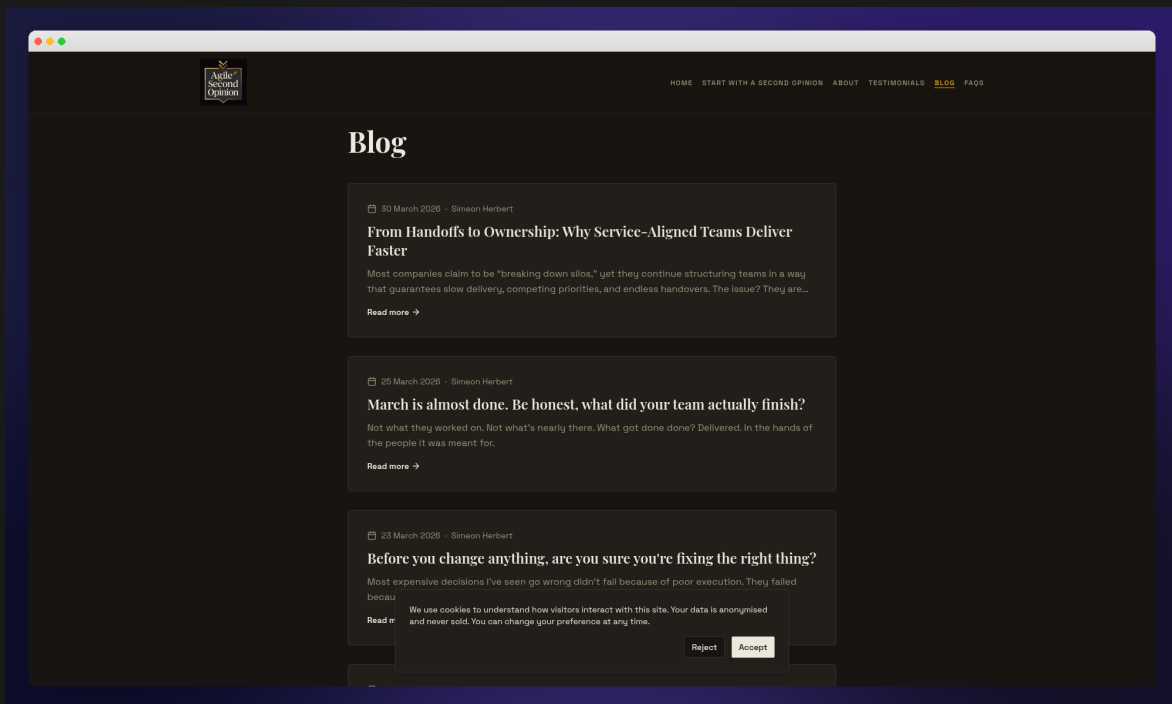 Agile
Second
Opinion
HOME START WITH A SECOND OPINION ABOUT TESTIMONIALS BLOG FAQS
Blog
30 March 2026 · Simeon Herbert
From Handoffs to Ownership: Why Service-Aligned Teams Deliver
Faster
Most companies claim to be “breaking down silos,” yet they continue structuring teams in a way
that guarantees slow delivery, competing priorities, and endless handovers. The issue? They are…
Read more →
25 March 2026 · Simeon Herbert
March is almost done. Be honest, what did your team actually finish?
Not what they worked on. Not what's nearly there. What got done done? Delivered. In the hands of
the people it was meant for.
Read more →
23 March 2026 · Simeon Herbert
Before you change anything, are you sure you're fixing the right thing?
Most expensive decisions I've seen go wrong didn't fail because of poor execution. They failed
becau
Read m
We use cookies to understand how visitors interact with this site. Your data is anonymised
and never sold. You can change your preference at any time.
Reject Accept